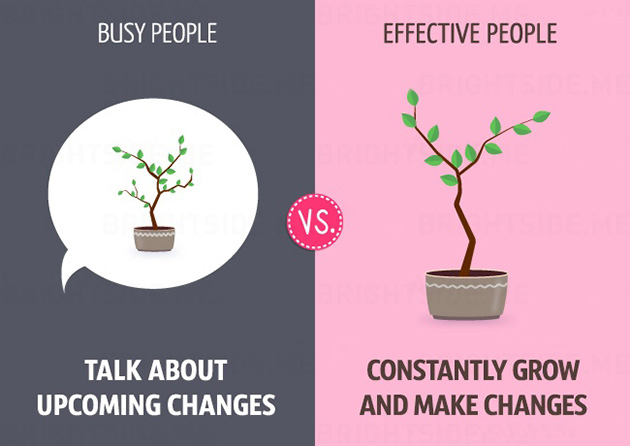 BUSY PEOPLE
TALK ABOUT
UPCOMING CHANGES
VS.
EFFECTIVE PEOPLE
CONSTANTLY GROW
AND MAKE CHANGES
BRIGHTSIDE.ME